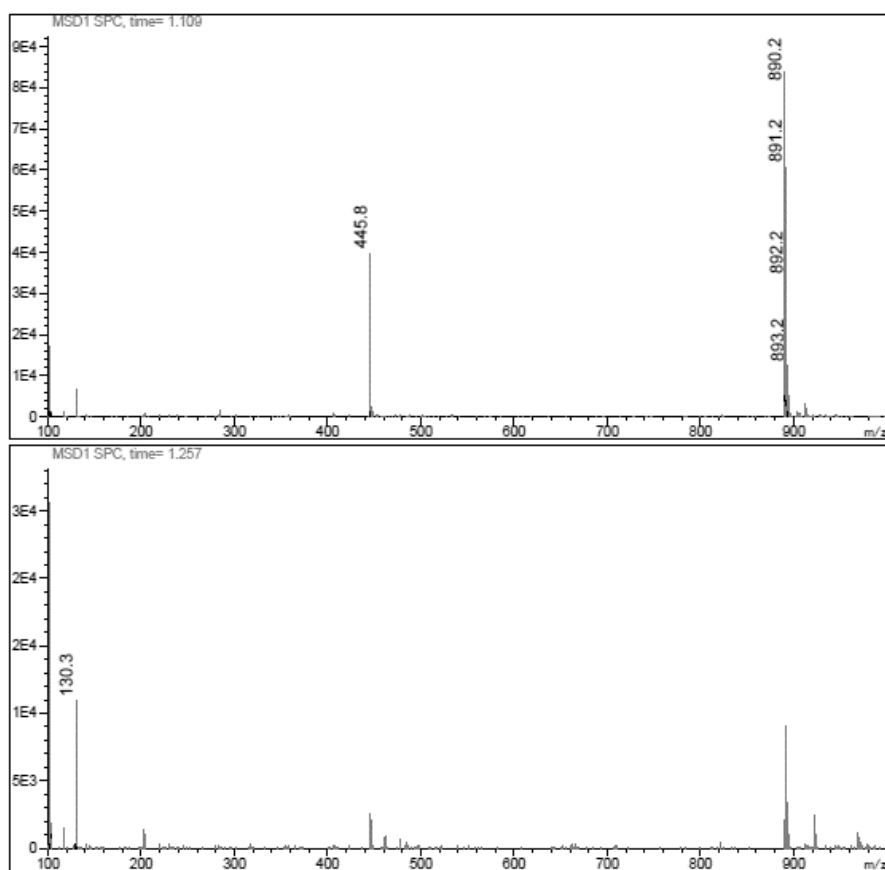 MSD1 SPC, time= 1.109
9E4
8E4
7E4
6E4
5E4
4E4
3E4
2E4
1E4
0
890.2
891.2
892.2
893.2
445.8
100 200 300 400 500 600 700 800 900 m/z
MSD1 SPC, time= 1.257
3E4
2E4
2E4
1E4
1E4
5E3
0
130.3
100 200 300 400 500 600 700 800 900 m/z